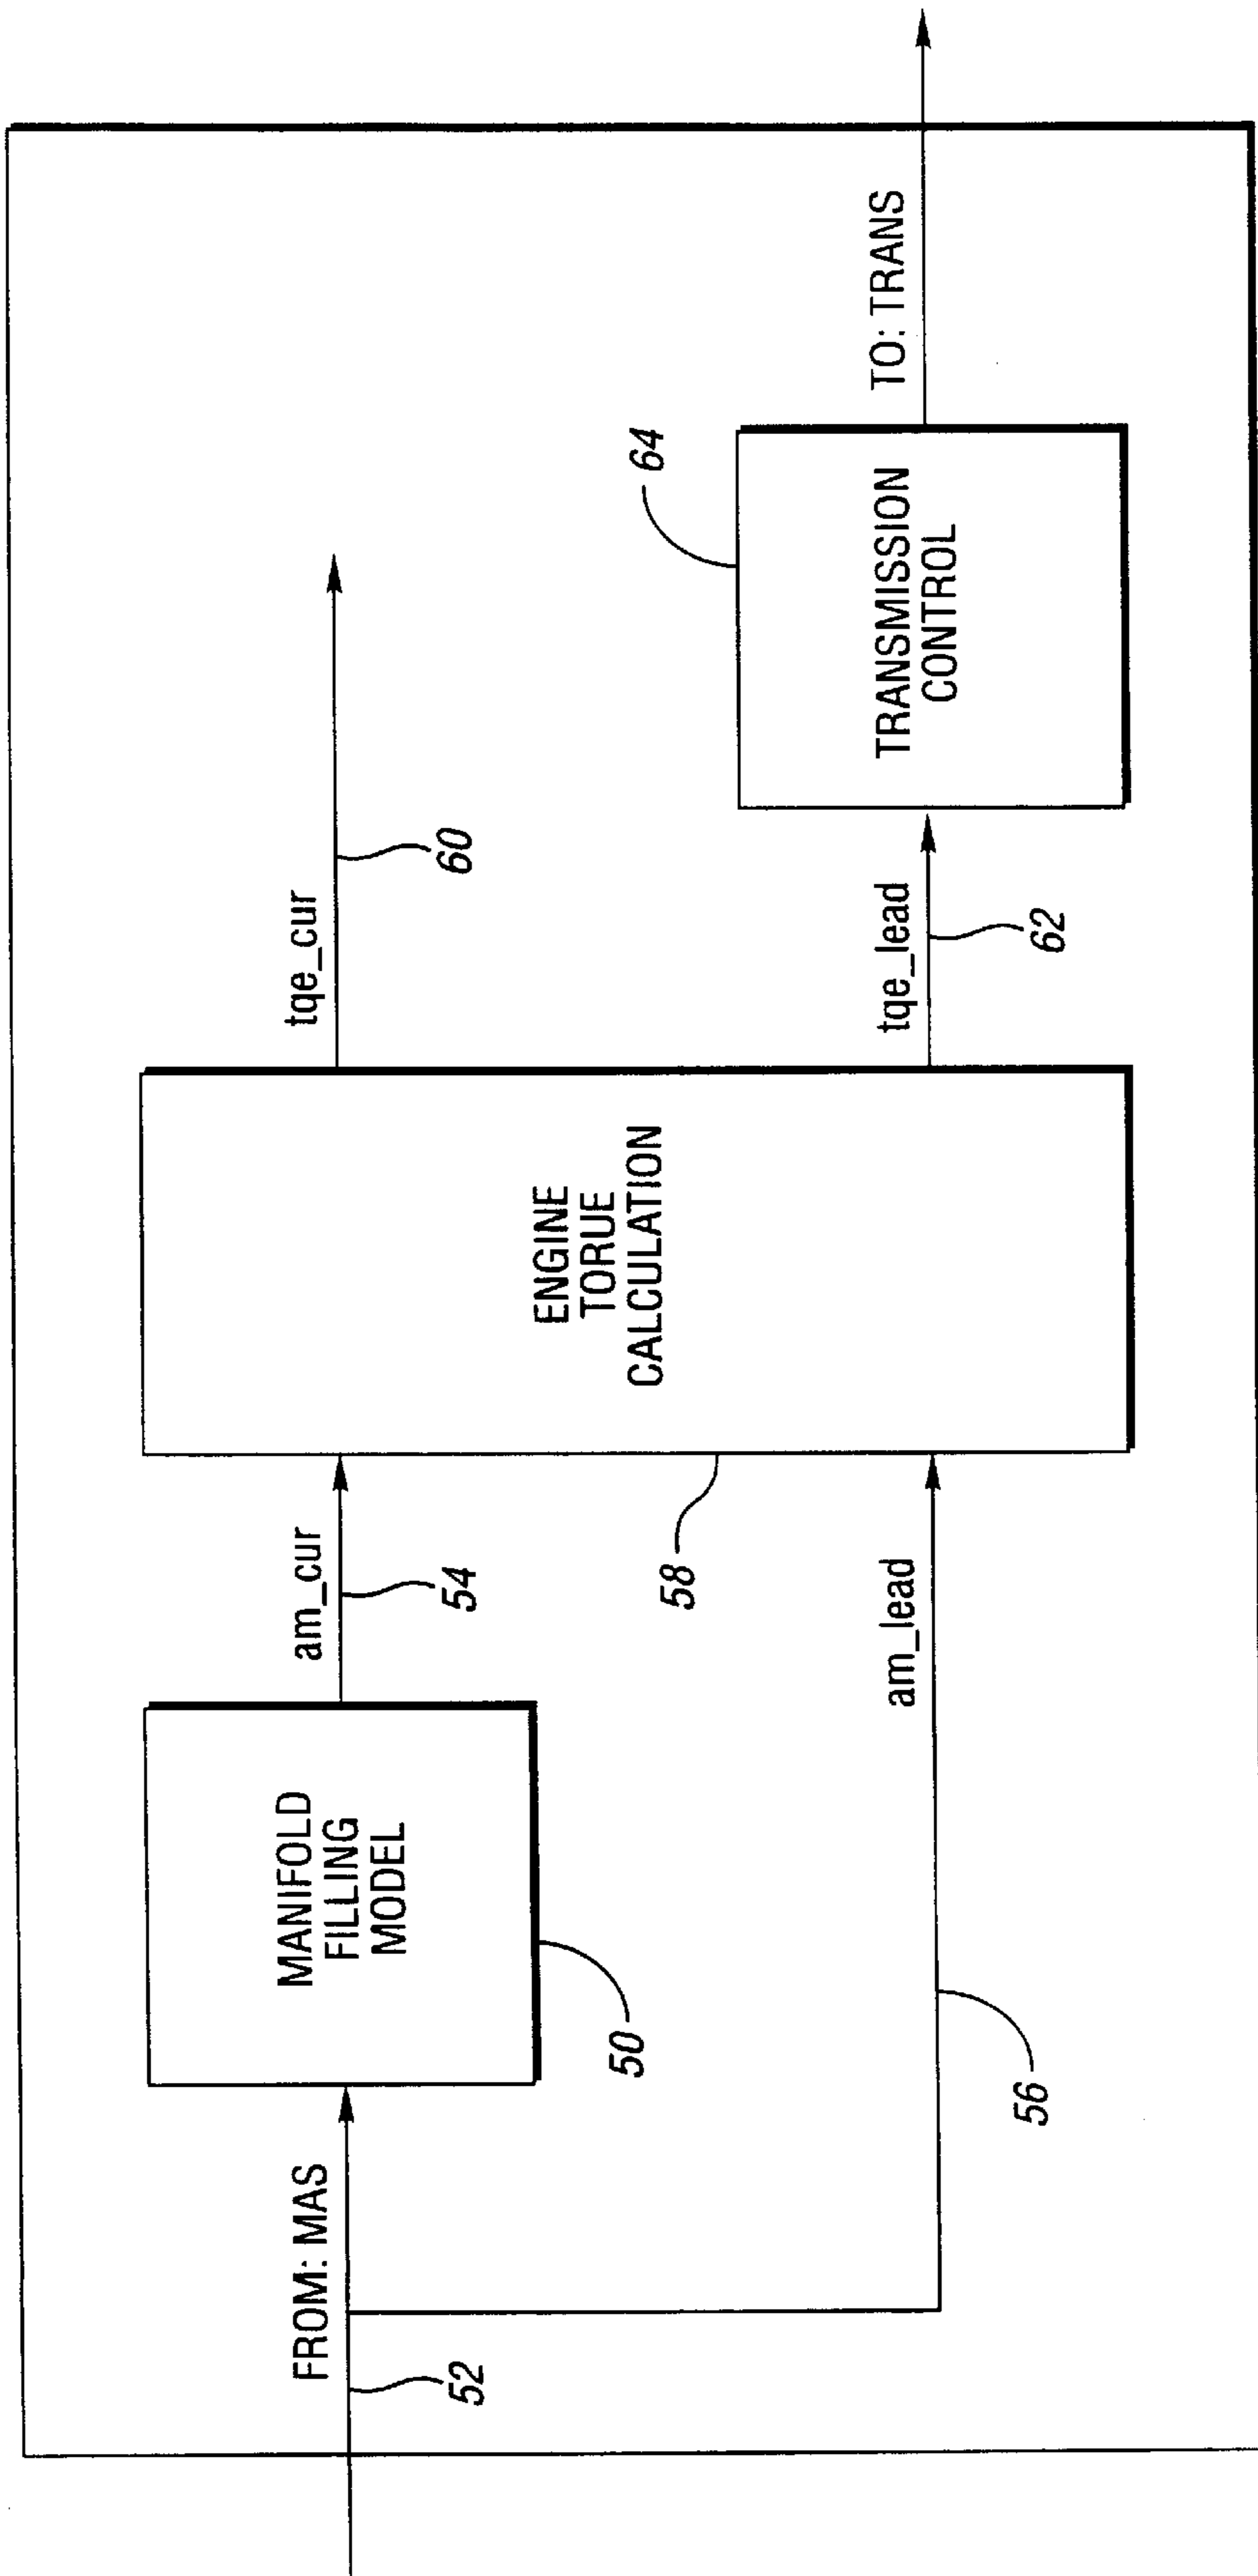 FROM: MAS
52
MANIFOLD
FILLING
MODEL
50
am_cur
54
56
am_lead
58
ENGINE
TORUE
CALCULATION
tqe_cur
60
tqe_lead
62
TRANSMISSION
CONTROL
64
TO: TRANS